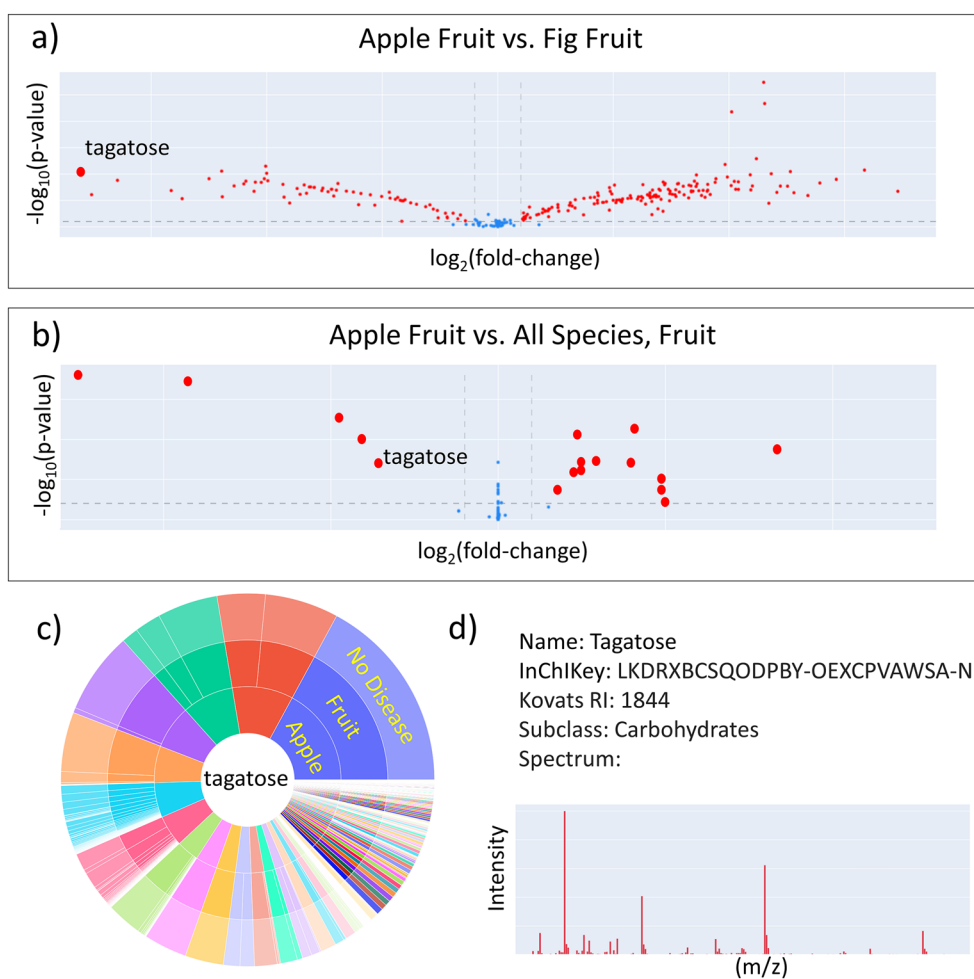 a)
Apple Fruit vs. Fig Fruit
tagatose
-log10(p-value)
log2(fold-change)
b)
Apple Fruit vs. All Species, Fruit
tagatose
-log10(p-value)
log2(fold-change)
c)
No Disease
Fruit
Apple
tagatose
d)
Name: Tagatose
InChIKey: LKDRXBCSQODPBY-OEXCPVAWSA-N
Kovats RI: 1844
Subclass: Carbohydrates
Spectrum:
Intensity
(m/z)